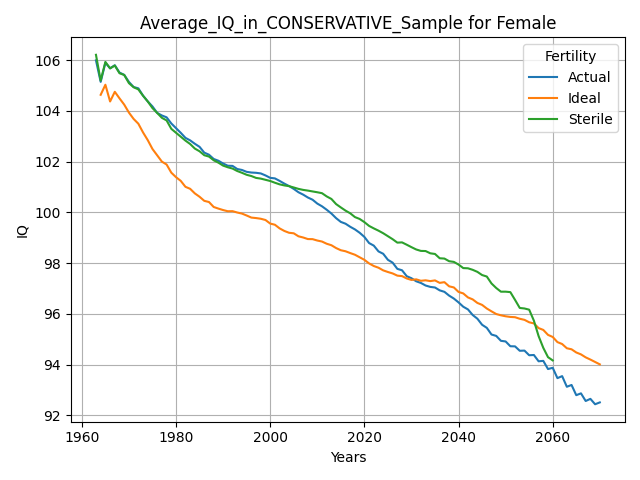 Average_IQ_in_CONSERVATIVE_Sample for Female
Fertility
Actual
Ideal
Sterile
IQ
106
104
102
100
98
96
94
92
1960
1980
2000
2020
2040
2060
Years